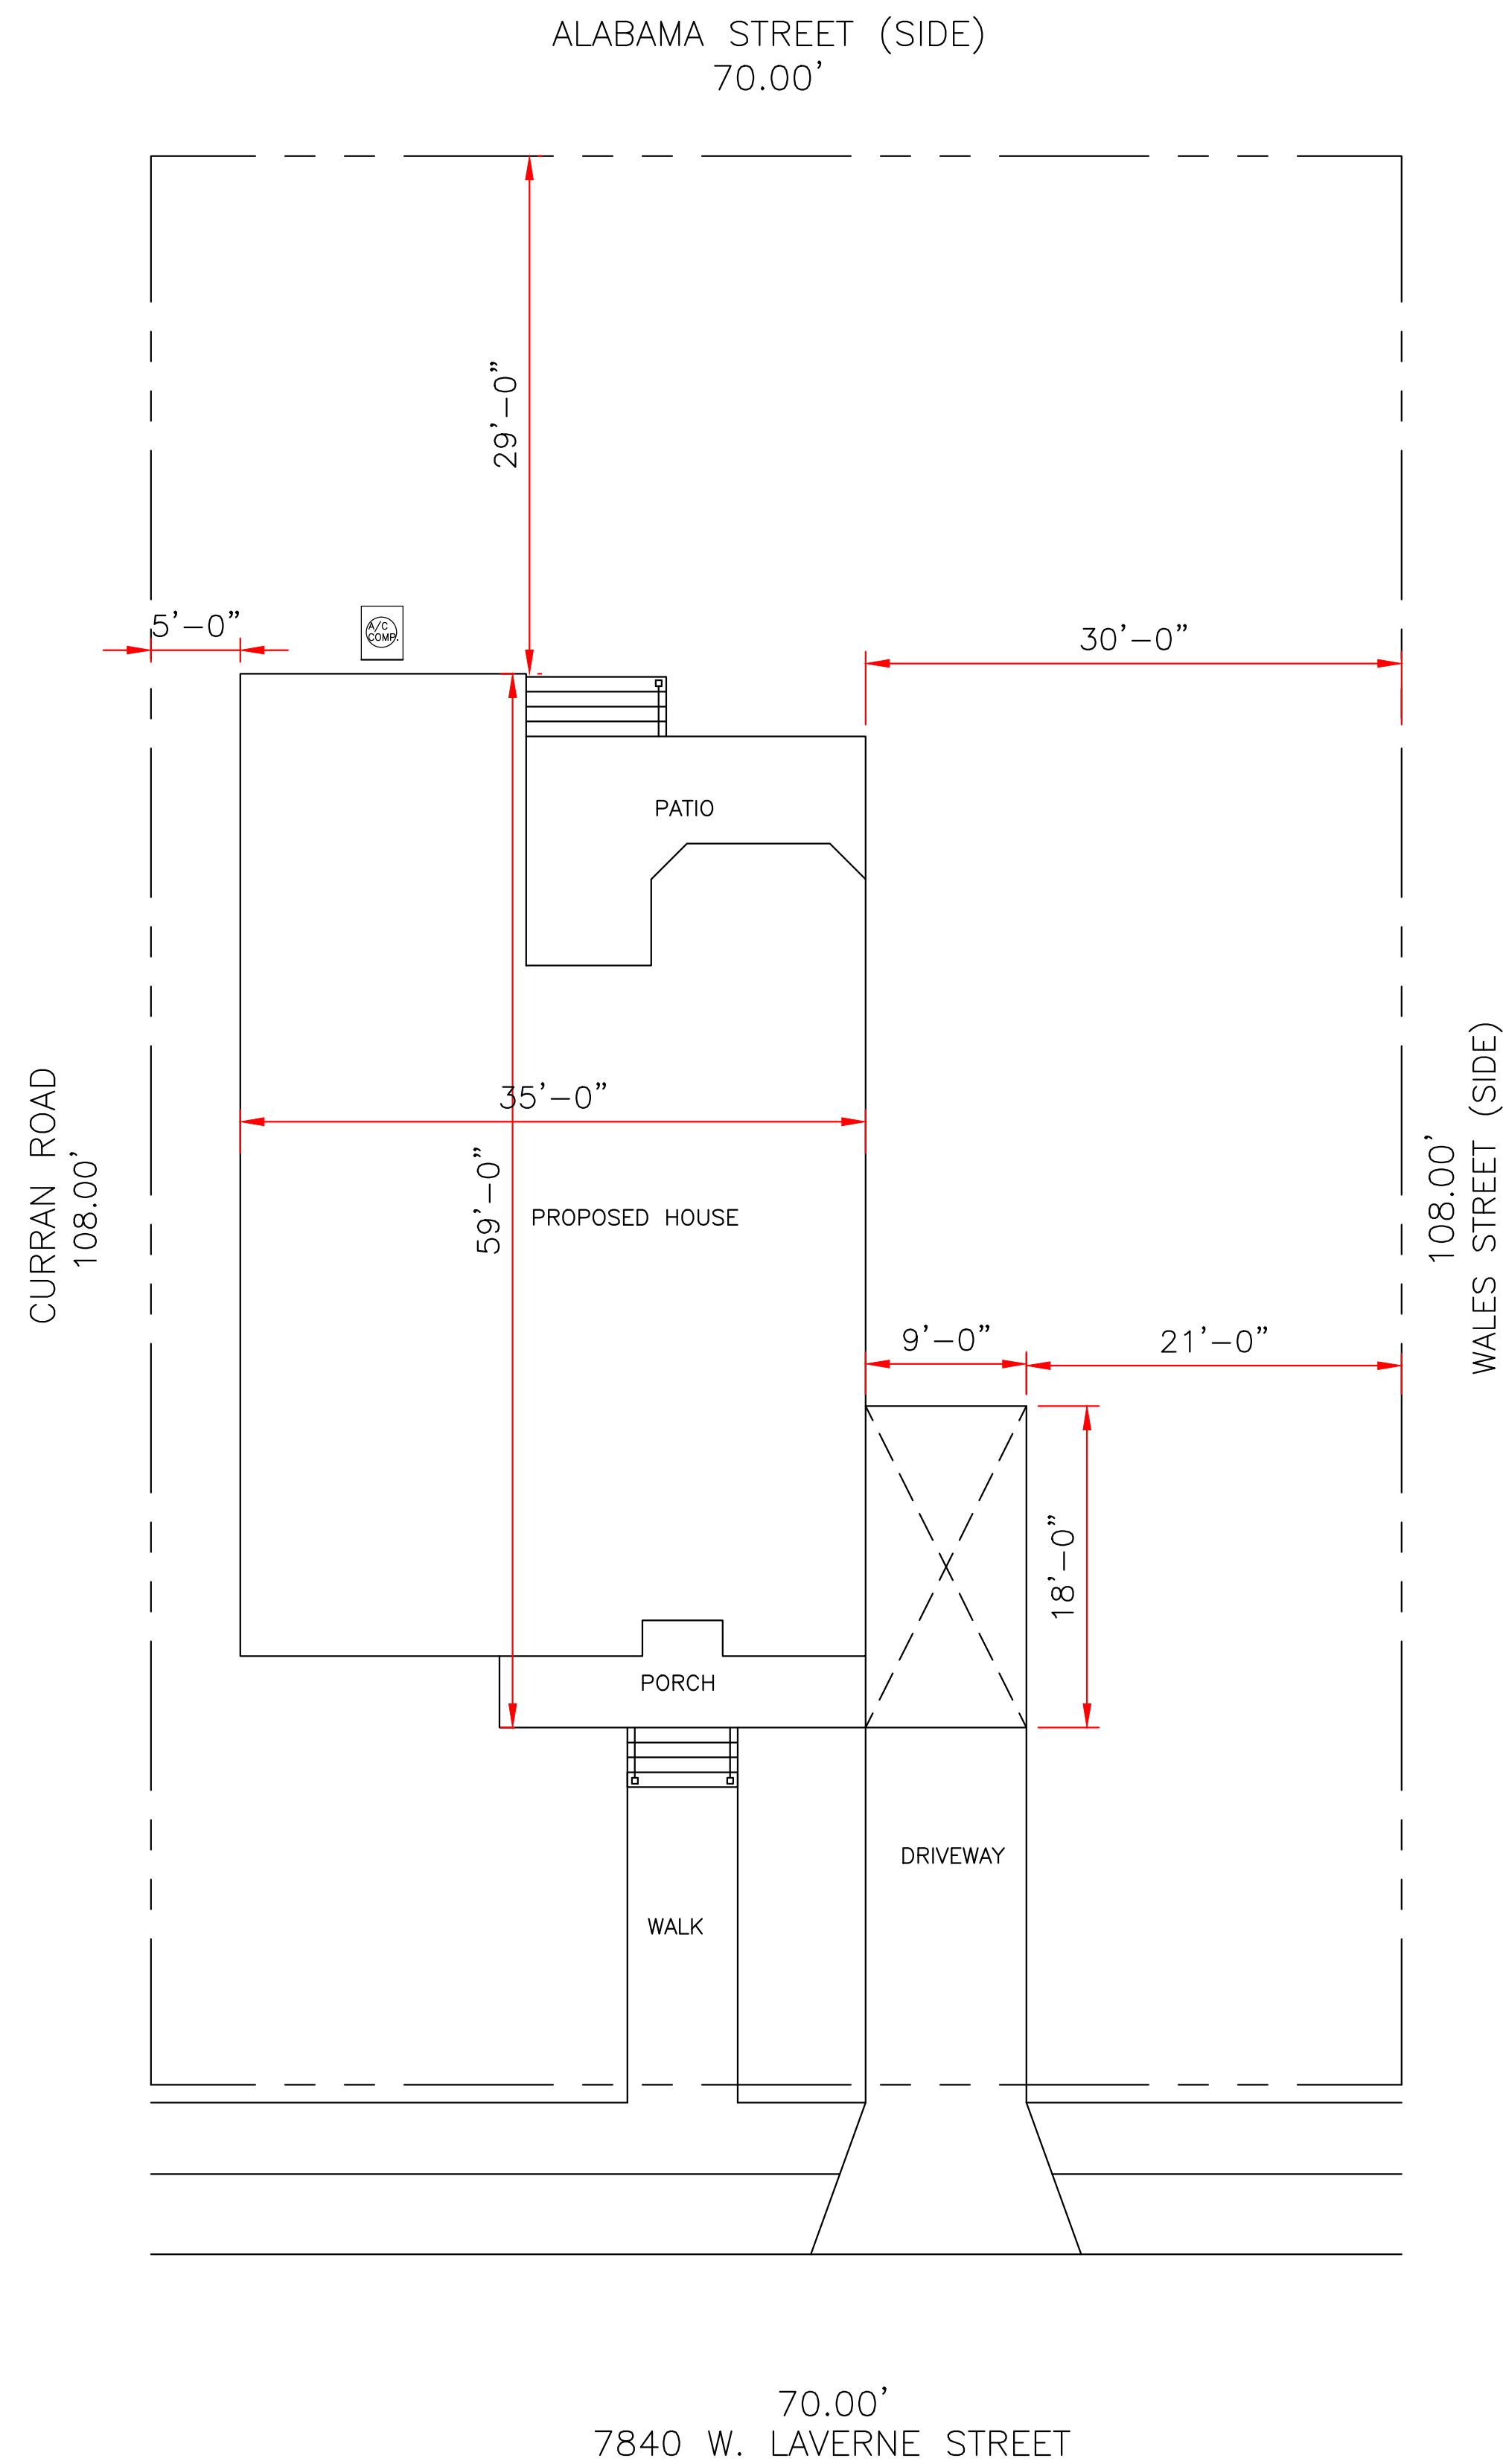 ALABAMA STREET (SIDE)
70.00'
29'-0"
5'-0"
A/C
COMP.
30'-0"
PATIO
CURRAN ROAD
108.00'
35'-0"
59'-0"
PROPOSED HOUSE
108.00'
WALES STREET (SIDE)
9'-0"
21'-0"
18'-0"
PORCH
DRIVEWAY
WALK
70.00'
7840 W. LAVERNE STREET